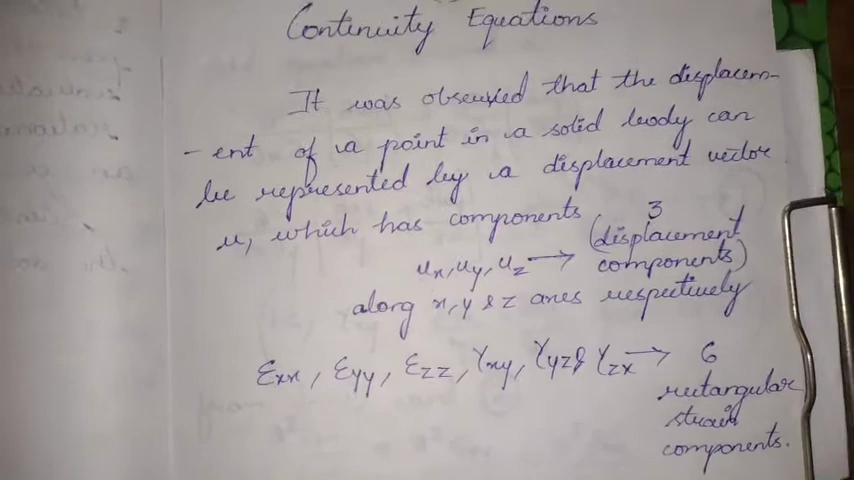 Continuity Equations
It was observed that the displacem-
- ent of a point in a solid body can
be represented by a displacement vector
u, which has components 3
ux, uy, uz → (displacement
components)
along x, y & z axes respectively
εxx, εyy, εzz, γxy, γyz & γzx → 6
rectangular
strain
components.